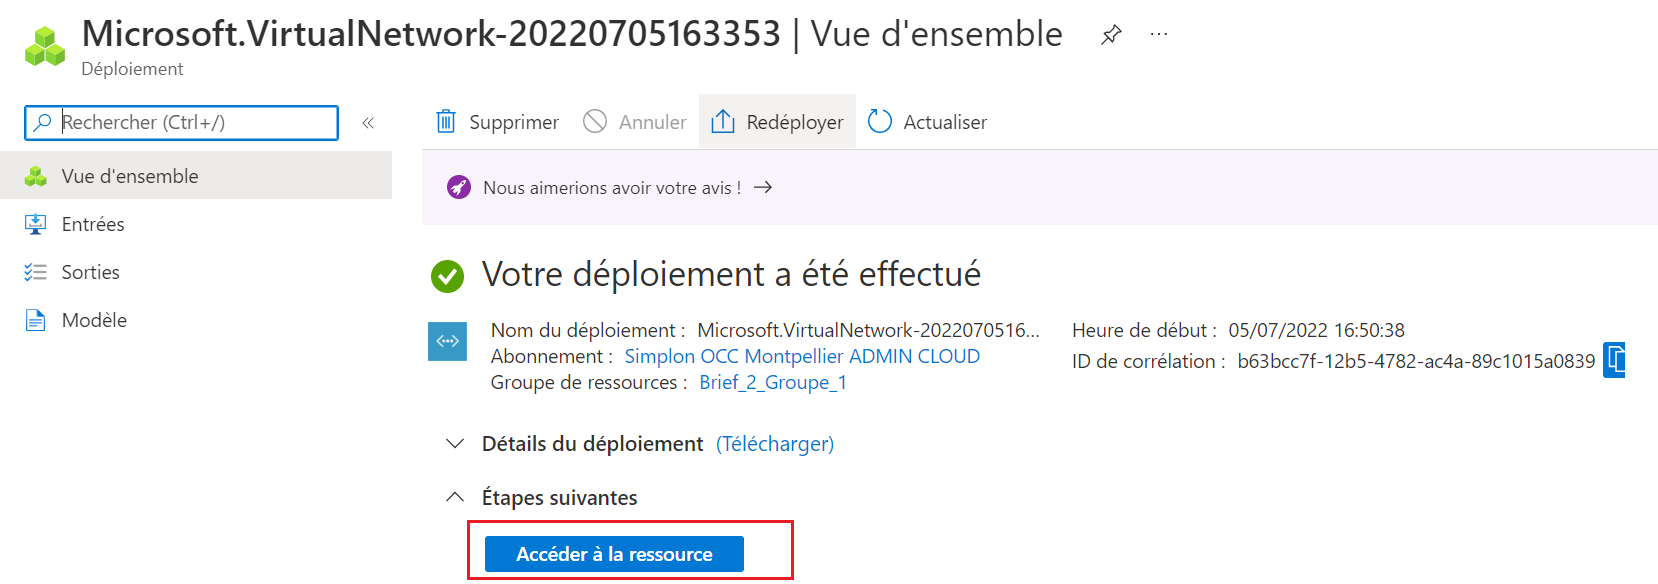 Microsoft.VirtualNetwork-20220705163353 | Vue d'ensemble
Déploiement
Rechercher (Ctrl+/)
Supprimer
Annuler
Redéployer
Actualiser
Vue d'ensemble
Entrées
Sorties
Modèle
Nous aimerions avoir votre avis !
Votre déploiement a été effectué
Nom du déploiement : Microsoft.VirtualNetwork-2022070516...
Abonnement : Simplon OCC Montpellier ADMIN CLOUD
Groupe de ressources : Brief_2_Groupe_1
Heure de début : 05/07/2022 16:50:38
ID de corrélation : b63bcc7f-12b5-4782-ac4a-89c1015a0839
Détails du déploiement (Télécharger)
Étapes suivantes
Accéder à la ressource